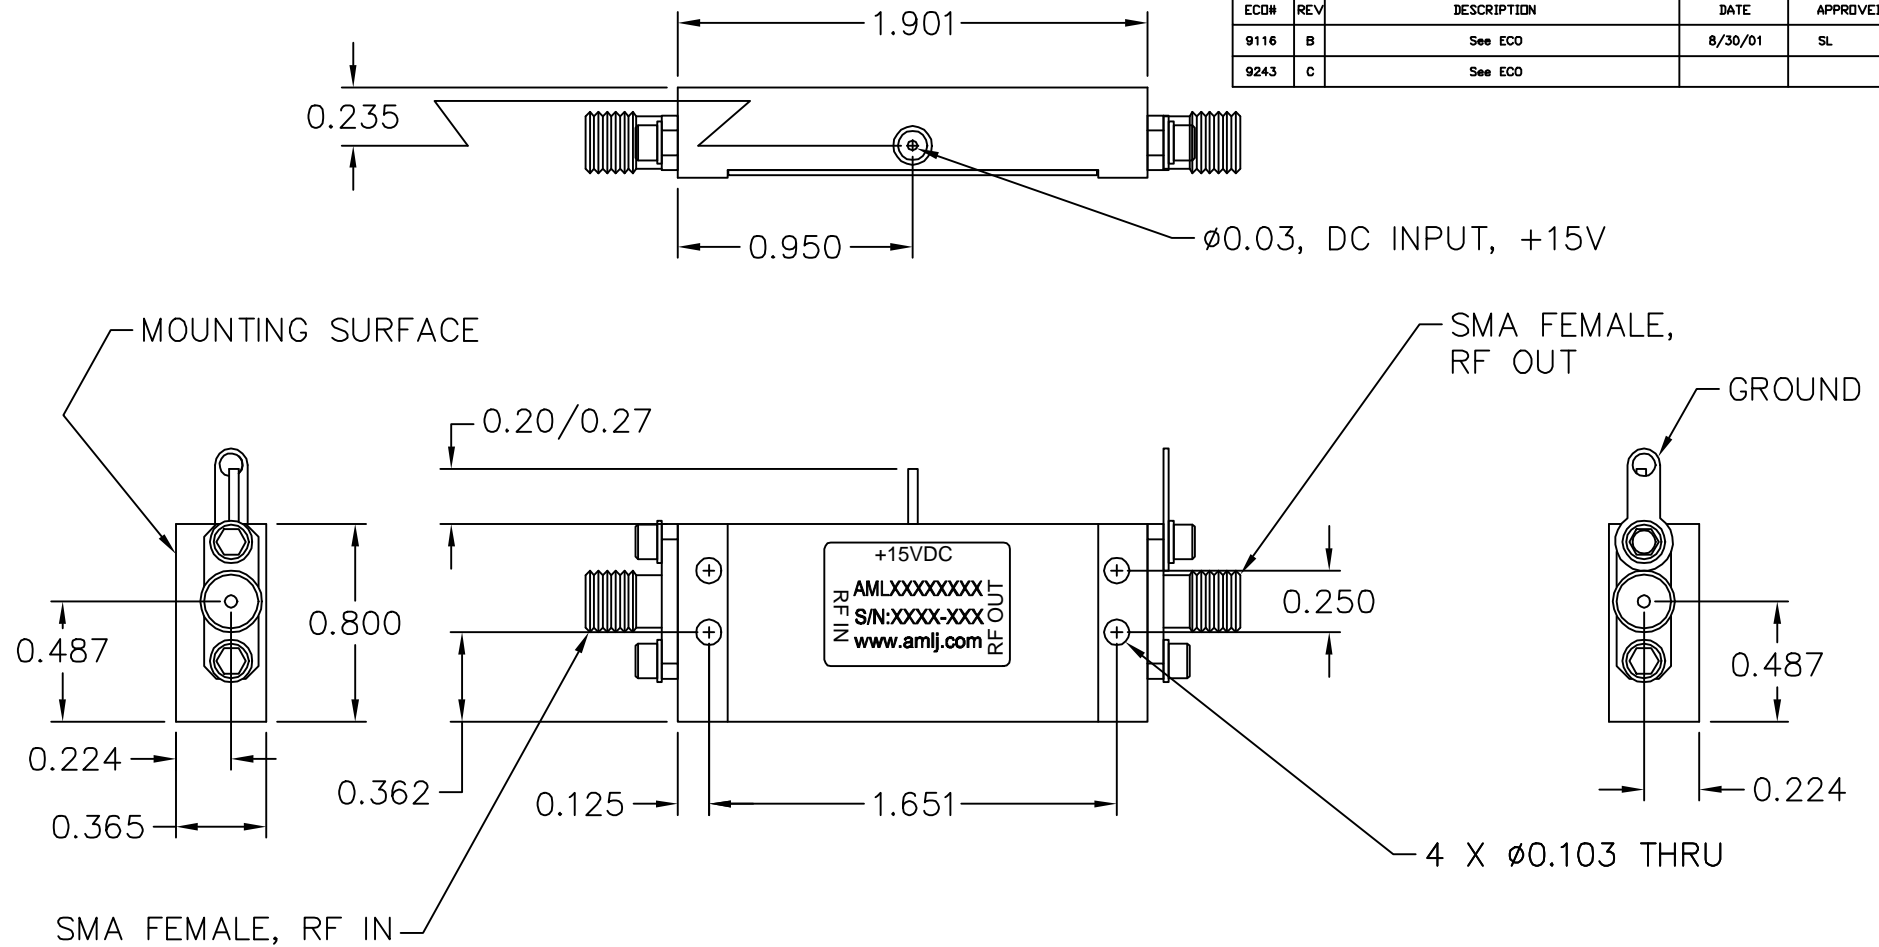 ECO# REV DESCRIPTION DATE APPROVED
9116 B See ECO 8/30/01 SL
9243 C See ECO
1.901
0.235
0.950
ø0.03, DC INPUT, +15V
MOUNTING SURFACE
SMA FEMALE,
RF OUT
GROUND
0.20/0.27
+15VDC
AMLXXXXXXXX
S/N:XXXX-XXX
www.amlj.com
RF IN
RF OUT
0.250
0.800
0.487
0.487
0.224
0.362
0.125
1.651
0.224
0.365
4 X ø0.103 THRU
SMA FEMALE, RF IN